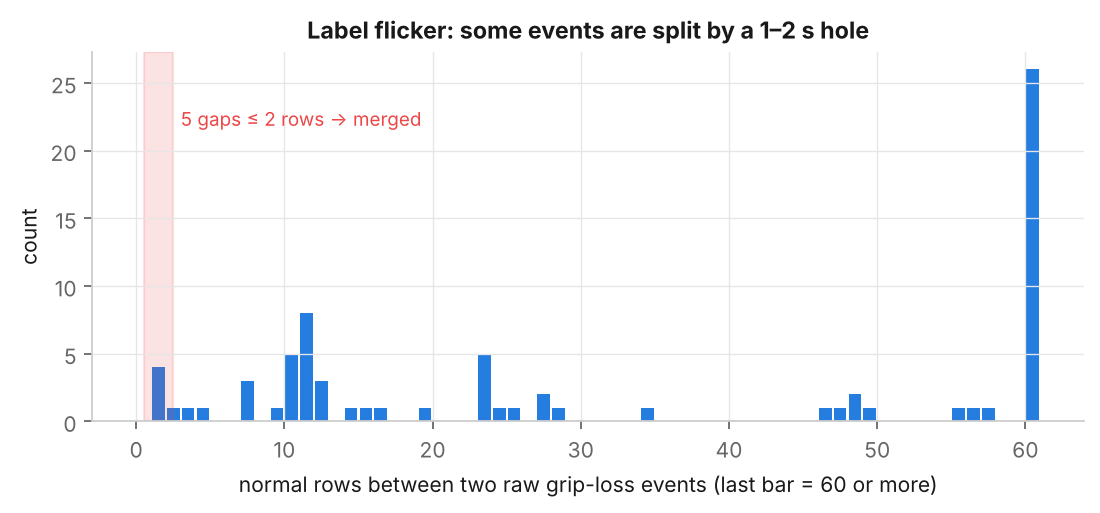 Label flicker: some events are split by a 1–2 s hole
5 gaps ≤ 2 rows → merged
count
25
20
15
10
5
0
0 10 20 30 40 50 60
normal rows between two raw grip-loss events (last bar = 60 or more)